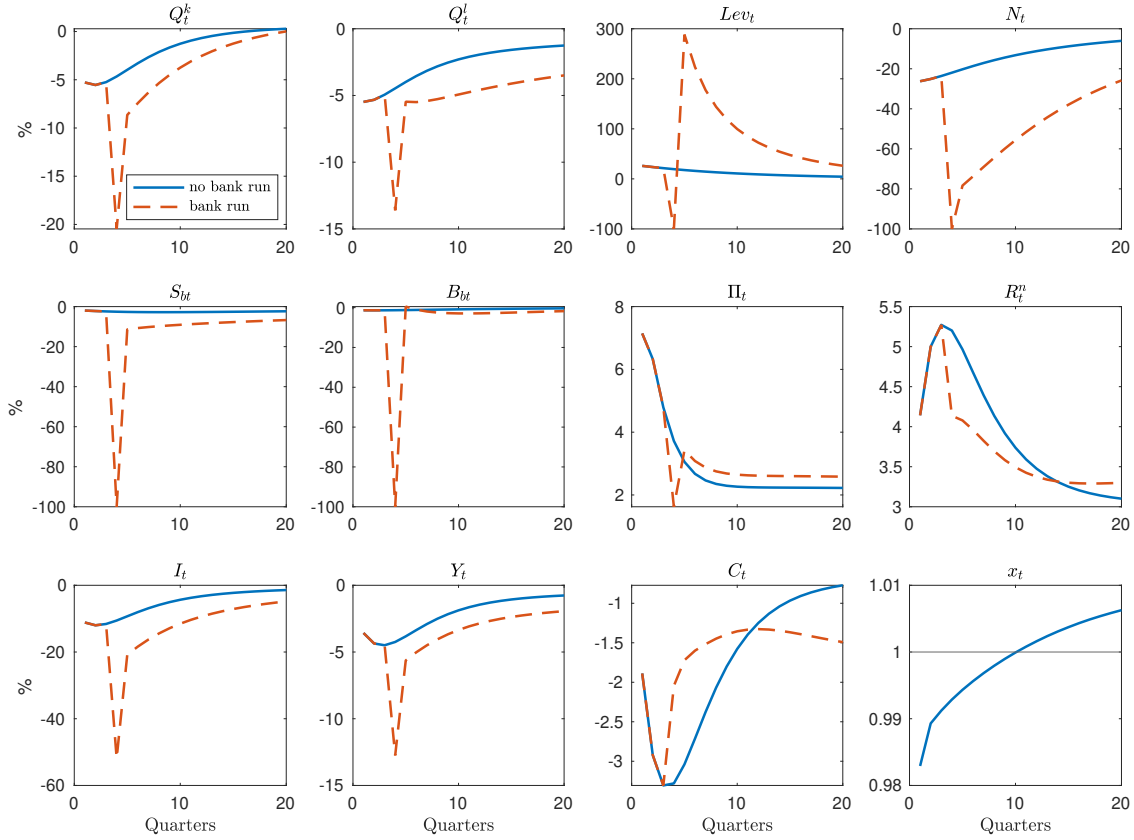 Q_t^k Q_t^l Lev_t N_t
0 -5 -10 -15 -20
%
no bank run
bank run
0 10 20
0 -5 -10 -15
0 10 20
300 200 100 0 -100
0 10 20
0 -20 -40 -60 -80 -100
0 10 20
S_{bt} B_{bt} Π_t R_t^n
0 -20 -40 -60 -80 -100
%
0 10 20
0 -20 -40 -60 -80 -100
0 10 20
8 6 4 2
0 10 20
5.5 5 4.5 4 3.5 3
0 10 20
I_t Y_t C_t x_t
0 -20 -40 -60
%
0 10 20
Quarters
0 -5 -10 -15
0 10 20
Quarters
-1 -1.5 -2 -2.5 -3
0 10 20
Quarters
1.01 1 0.99 0.98
0 10 20
Quarters